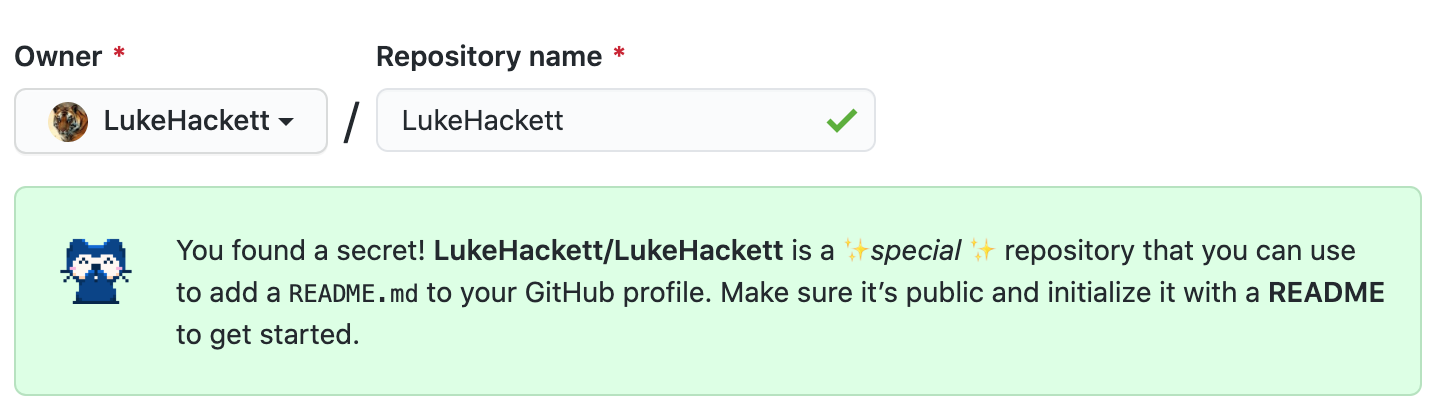 Owner * Repository name *
LukeHackett / LukeHackett
You found a secret! LukeHackett/LukeHackett is a ✨special ✨ repository that you can use
to add a README.md to your GitHub profile. Make sure it’s public and initialize it with a README
to get started.